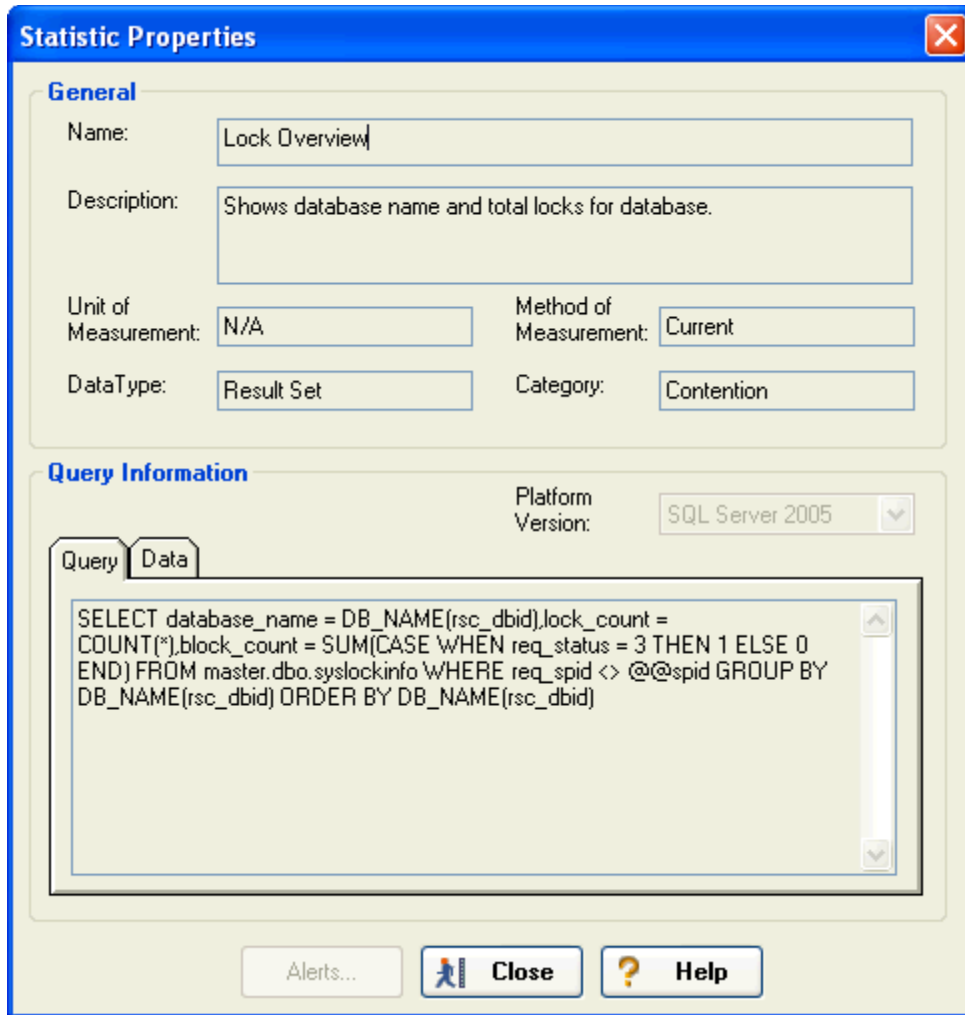 Statistic Properties
General
Name:
Lock Overview
Description:
Shows database name and total locks for database.
Unit of
Measurement:
N/A
Method of
Measurement:
Current
DataType:
Result Set
Category:
Contention
Query Information
Platform
Version:
SQL Server 2005
Query
Data
SELECT database_name = DB_NAME(rsc_dbid),lock_count =
COUNT(*),block_count = SUM(CASE WHEN req_status = 3 THEN 1 ELSE 0
END) FROM master.dbo.syslockinfo WHERE req_spid <> @@spid GROUP BY
DB_NAME(rsc_dbid) ORDER BY DB_NAME(rsc_dbid)
Alerts...
Close
Help